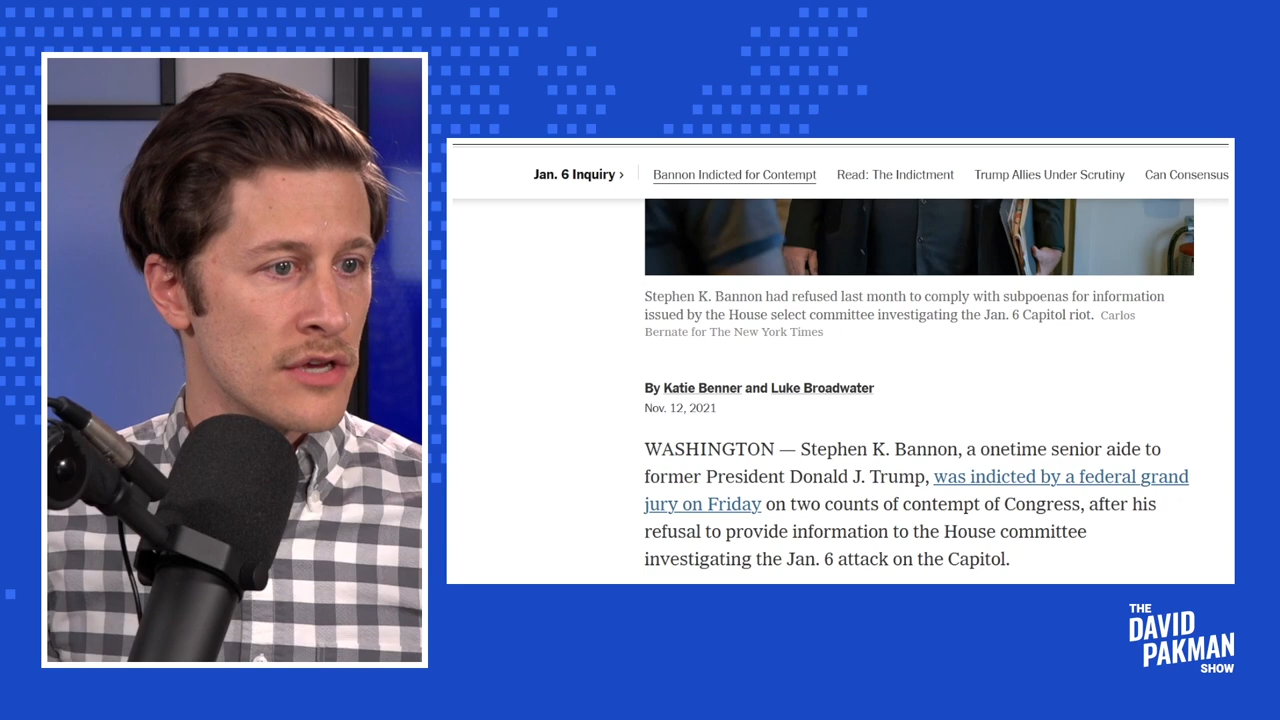 Jan. 6 Inquiry ›
Bannon Indicted for Contempt
Read: The Indictment
Trump Allies Under Scrutiny
Can Consensus
Stephen K. Bannon had refused last month to comply with subpoenas for information
issued by the House select committee investigating the Jan. 6 Capitol riot. Carlos
Bernate for The New York Times
By Katie Benner and Luke Broadwater
Nov. 12, 2021
WASHINGTON — Stephen K. Bannon, a onetime senior aide to
former President Donald J. Trump, was indicted by a federal grand
jury on Friday on two counts of contempt of Congress, after his
refusal to provide information to the House committee
investigating the Jan. 6 attack on the Capitol.
THE
DAVID
PAKMAN
SHOW